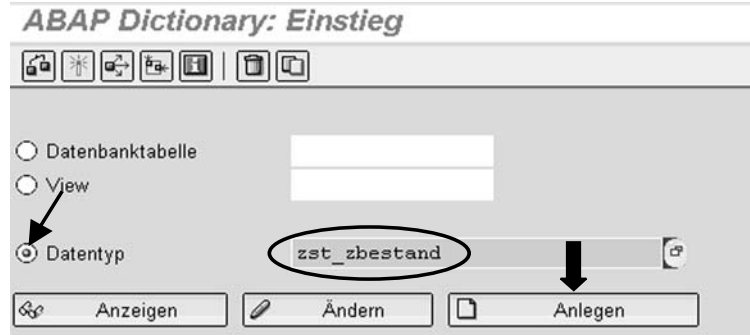 ABAP Dictionary: Einstieg
Datenbanktabelle
View
Datentyp zst_zbestand
Anzeigen Ändern Anlegen